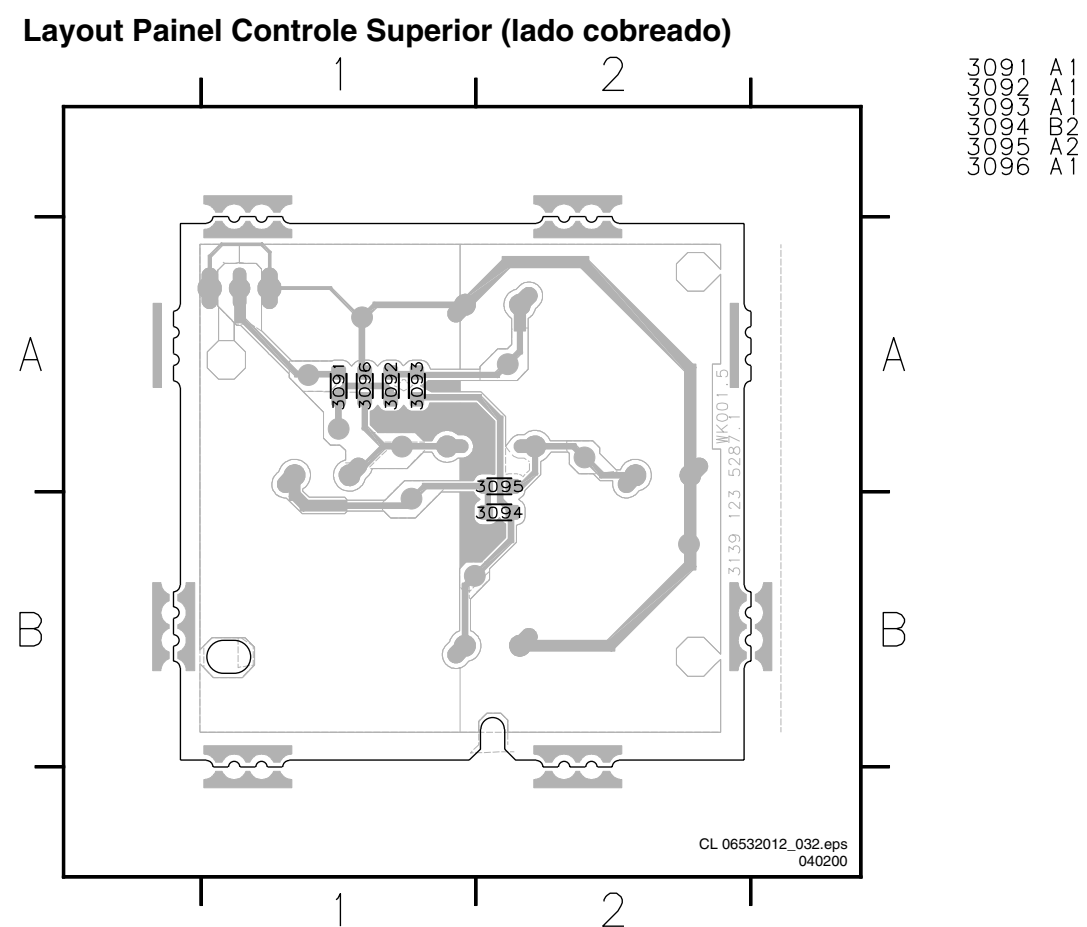 Layout Painel Controle Superior (lado cobreado)
1 2
3091 A1
3092 A1
3093 A1
3094 B2
3095 A2
3096 A1
A A
3091 3096 3092 3093
WK001.5
3139 123 5287.1
3095
3094
B B
CL 06532012_032.eps
040200
1 2